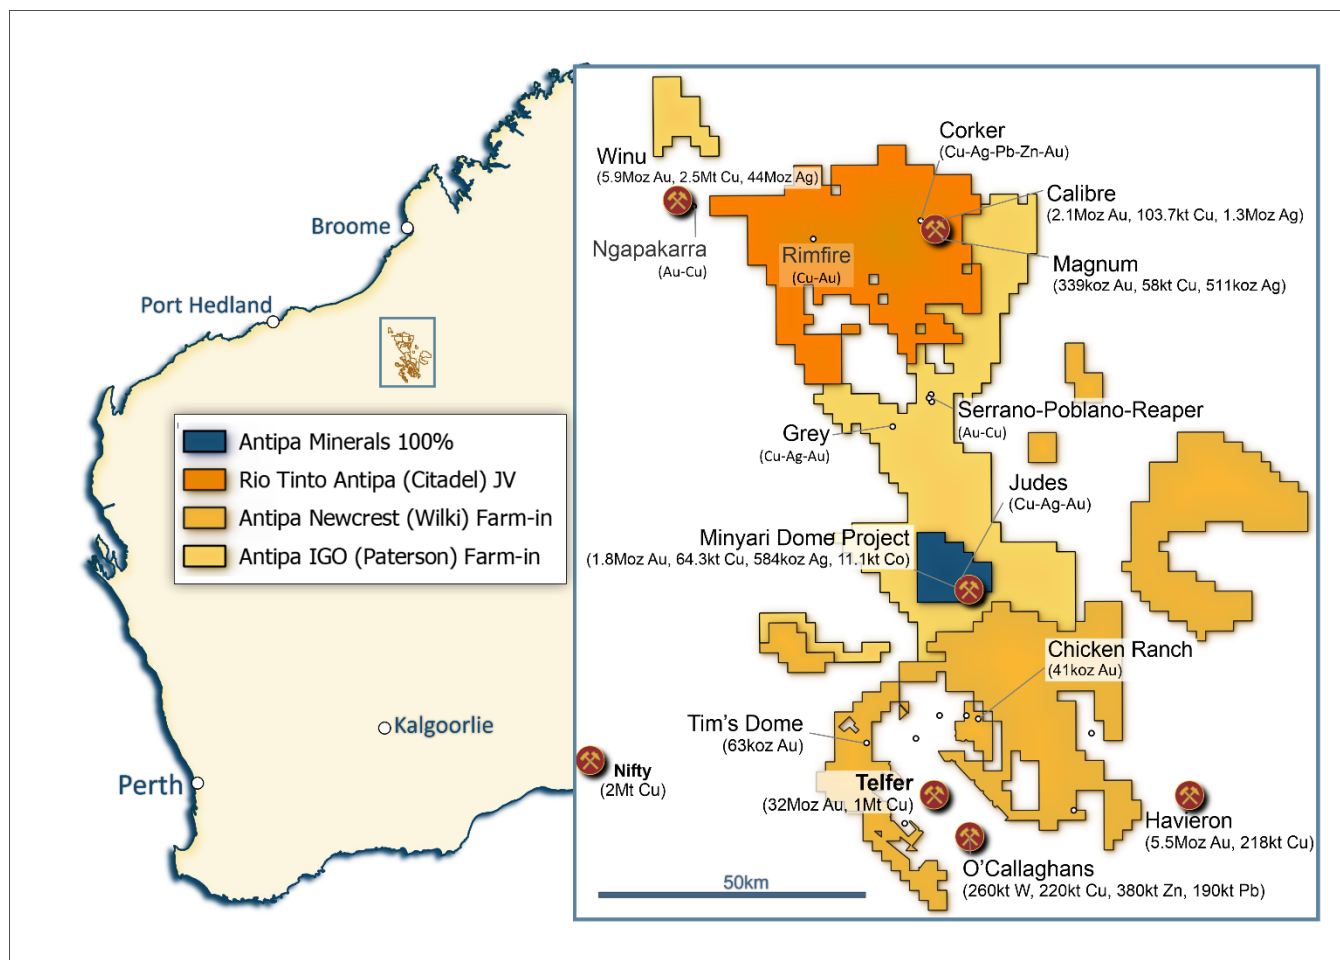 Broome
Port Hedland
Kalgoorlie
Perth
Antipa Minerals 100%
Rio Tinto Antipa (Citadel) JV
Antipa Newcrest (Wilki) Farm-in
Antipa IGO (Paterson) Farm-in
Corker
(Cu-Ag-Pb-Zn-Au)
Winu
(5.9Moz Au, 2.5Mt Cu, 44Moz Ag)
Calibre
(2.1Moz Au, 103.7kt Cu, 1.3Moz Ag)
Ngapakarra
(Au-Cu)
Rimfire
(Cu-Au)
Magnum
(339koz Au, 58kt Cu, 511koz Ag)
Serrano-Poblano-Reaper
(Au-Cu)
Grey
(Cu-Ag-Au)
Judes
(Cu-Ag-Au)
Minyari Dome Project
(1.8Moz Au, 64.3kt Cu, 584koz Ag, 11.1kt Co)
Chicken Ranch
(41koz Au)
Tim's Dome
(63koz Au)
Nifty
(2Mt Cu)
Telfer
(32Moz Au, 1Mt Cu)
Havieron
(5.5Moz Au, 218kt Cu)
O'Callaghans
(260kt W, 220kt Cu, 380kt Zn, 190kt Pb)
50km